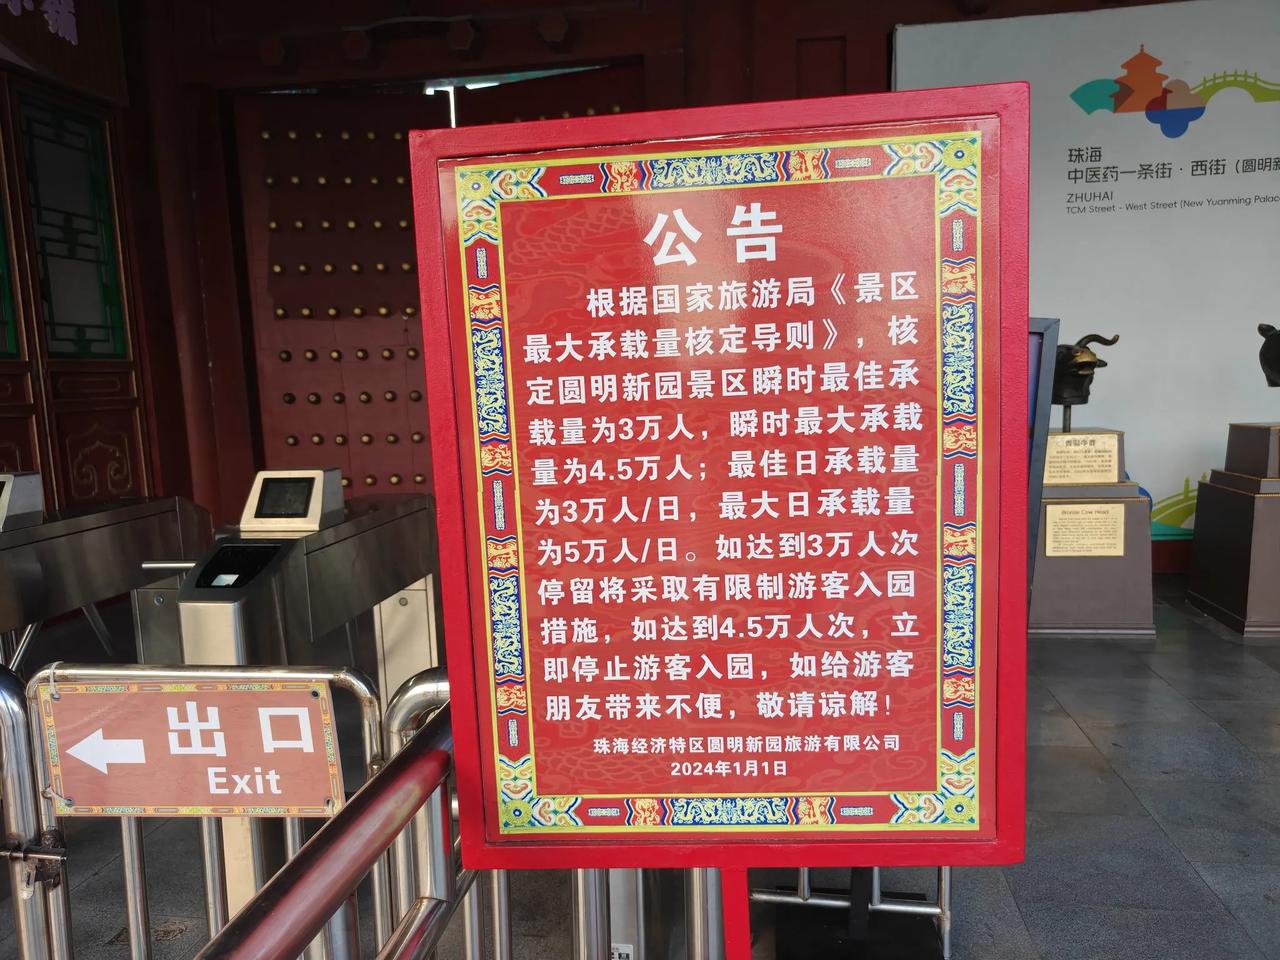 公告
根据国家旅游局《景区
最大承载量核定导则》，核
定圆明新园景区瞬时最佳承
载量为3万人，瞬时最大承载
量为4.5万人；最佳日承载量
为3万人/日，最大日承载量
为5万人/日。如达到3万人次
停留将采取有限制游客入园
措施，如达到4.5万人次，立
即停止游客入园，如给游客
朋友带来不便，敬请谅解！
珠海经济特区圆明新园旅游有限公司
2024年1月1日
出口
Exit
珠海
中医药一条街·西街（圆明新
ZHUHAI
TCM Street - West Street (New Yuanming Palac
Bronze Cow Head